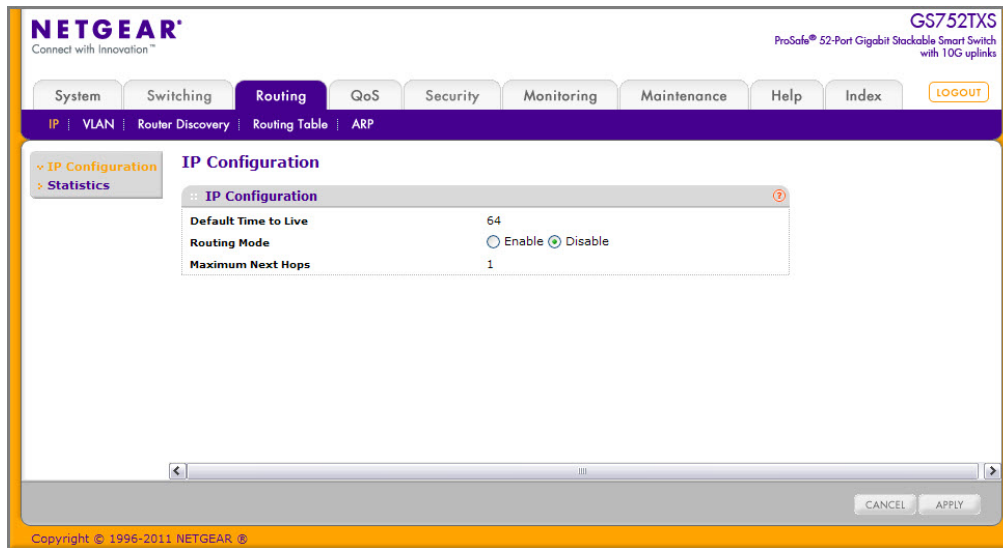 NETGEAR®
Connect with Innovation™
GS752TXS
ProSafe® 52-Port Gigabit Stackable Smart Switch
with 10G uplinks
System Switching Routing QoS Security Monitoring Maintenance Help Index LOGOUT
IP VLAN Router Discovery Routing Table ARP
IP Configuration
Statistics
IP Configuration
IP Configuration ?
Default Time to Live 64
Routing Mode Enable Disable
Maximum Next Hops 1
CANCEL APPLY
Copyright © 1996-2011 NETGEAR ®